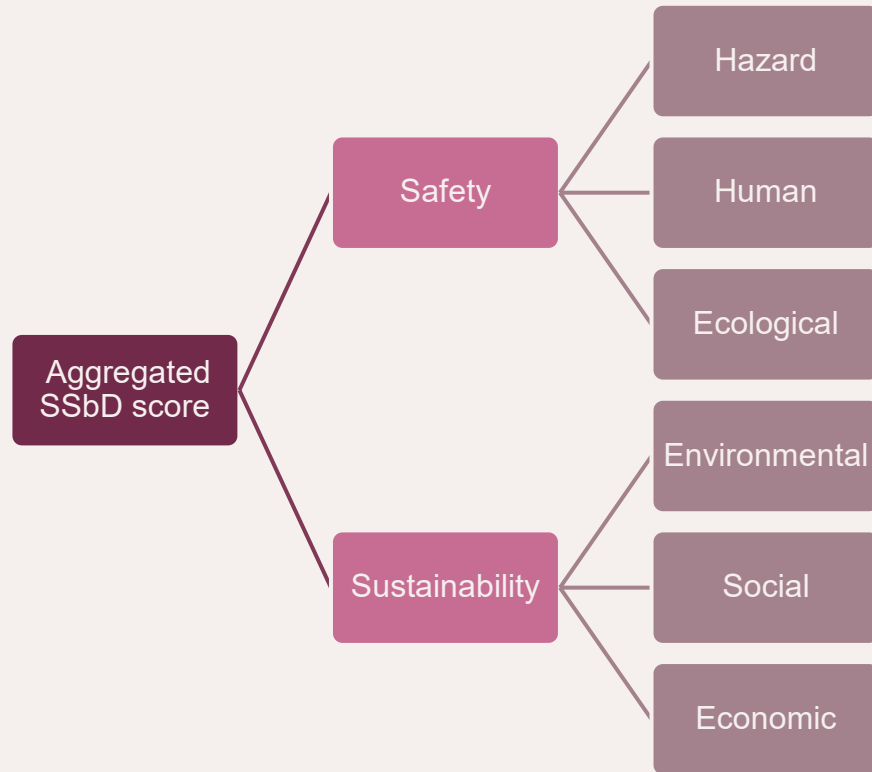 Hazard
Safety
Human
Ecological
Aggregated
SSbD score
Environmental
Sustainability
Social
Economic